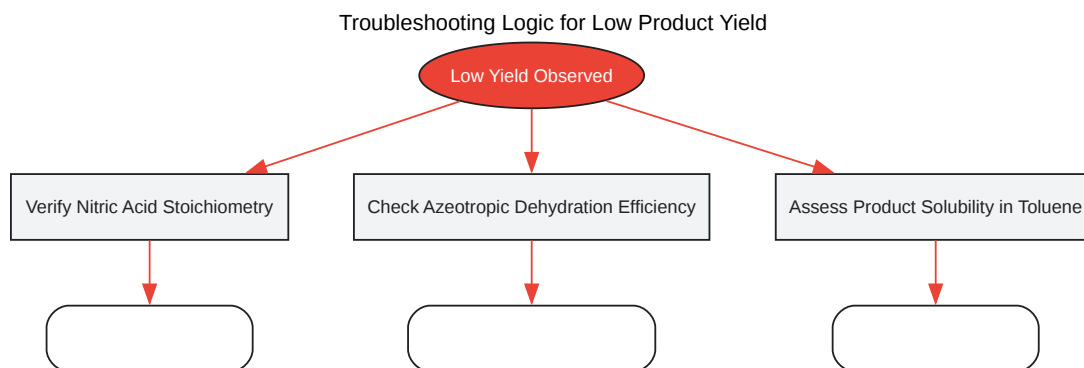 Troubleshooting Logic for Low Product Yield
Low Yield Observed
Verify Nitric Acid Stoichiometry
Check Azeotropic Dehydration Efficiency
Assess Product Solubility in Toluene